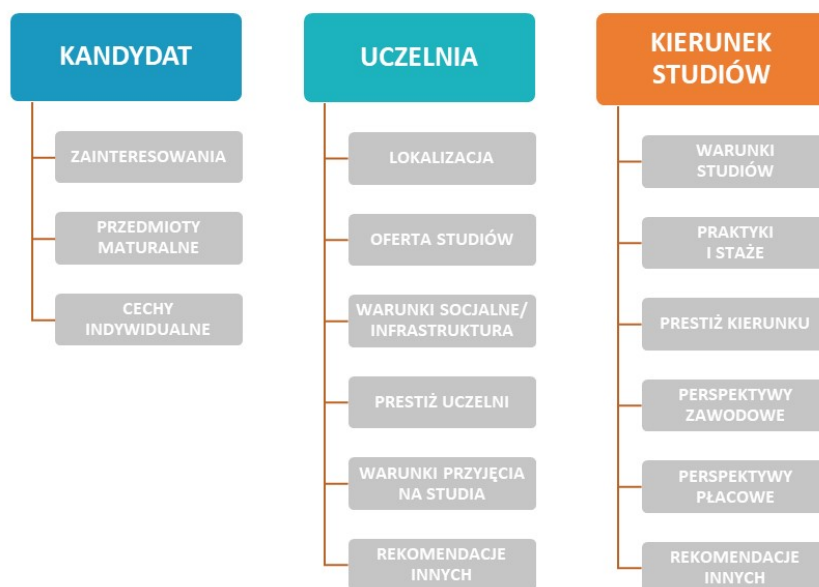 KANDYDAT
ZAINTERESOWANIA
PRZEDMIOTY
MATURALNE
CECHY
INDYWIDUALNE
UCZELNIA
LOKALIZACJA
OFERTA STUDIÓW
WARUNKI SOCJALNE/
INFRASTRUKTURA
PRESTIŻ UCZELNI
WARUNKI PRZYJĘCIA
NA STUDIA
REKOMENDACJE
INNYCH
KIERUNEK
STUDIÓW
WARUNKI
STUDIÓW
PRAKTYKI
I STAŻE
PRESTIŻ KIERUNKU
PERSPEKTYWY
ZAWODOWE
PERSPEKTYWY
PŁACOWE
REKOMENDACJE
INNYCH